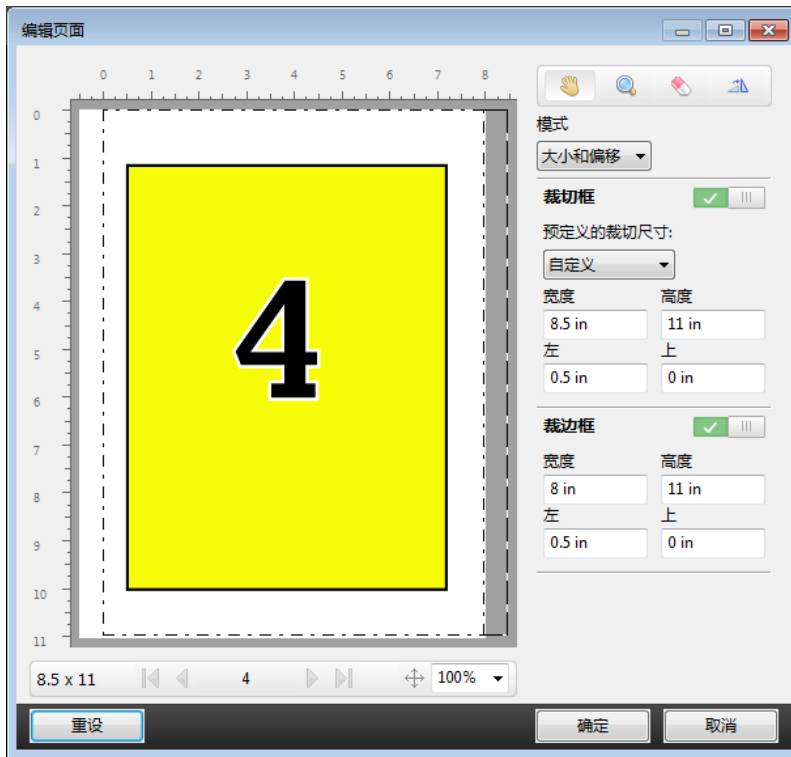 编辑页面
0 1 2 3 4 5 6 7 8
0
1
2
3
4
5
6
7
8
9
10
11
4
模式
大小和偏移
裁切框
预定义的裁切尺寸:
自定义
宽度 高度
8.5 in 11 in
左 上
0.5 in 0 in
裁边框
宽度 高度
8 in 11 in
左 上
0.5 in 0 in
8.5 x 11 4 100%
重设 确定 取消